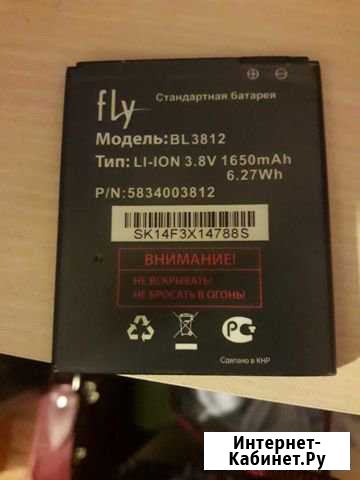 fly
Стандартная батарея
Модель:BL3812
Тип: LI-ION 3.8V 1650mAh
6.27Wh
P/N:5834003812
SK14F3X14788S
ВНИМАНИЕ!
НЕ ВСКРЫВАТЬ!
НЕ БРОСАТЬ В ОГОНЬ!
Сделано в КНР
Интернет-
Кабинет.Ру